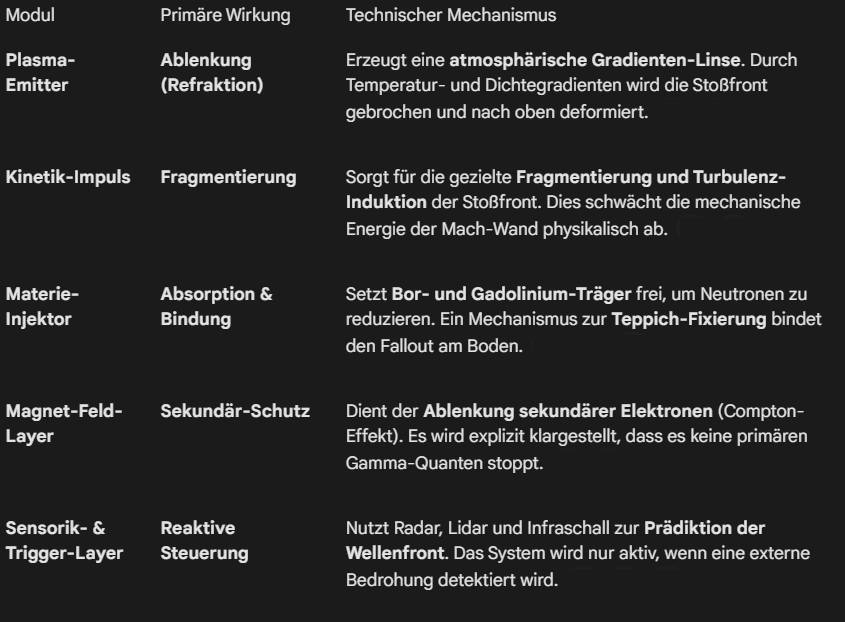 Modul Primäre Wirkung Technischer Mechanismus
Plasma- Ablenkung Erzeugt eine atmosphärische Gradienten-Linse. Durch
Emitter (Refraktion) Temperatur- und Dichtegradienten wird die Stoßfront
gebrochen und nach oben deformiert.
Kinetik-Impuls Fragmentierung Sorgt für die gezielte Fragmentierung und Turbulenz-
Induktion der Stoßfront. Dies schwächt die mechanische
Energie der Mach-Wand physikalisch ab.
Materie- Absorption & Setzt Bor- und Gadolinium-Träger frei, um Neutronen zu
Injektor Bindung reduzieren. Ein Mechanismus zur Teppich-Fixierung bindet
den Fallout am Boden.
Magnet-Feld- Sekundär-Schutz Dient der Ablenkung sekundärer Elektronen (Compton-
Layer Effekt). Es wird explizit klargestellt, dass es keine primären
Gamma-Quanten stoppt.
Sensorik- & Reaktive Nutzt Radar, Lidar und Infraschall zur Prädiktion der
Trigger-Layer Steuerung Wellenfront. Das System wird nur aktiv, wenn eine externe
Bedrohung detektiert wird.